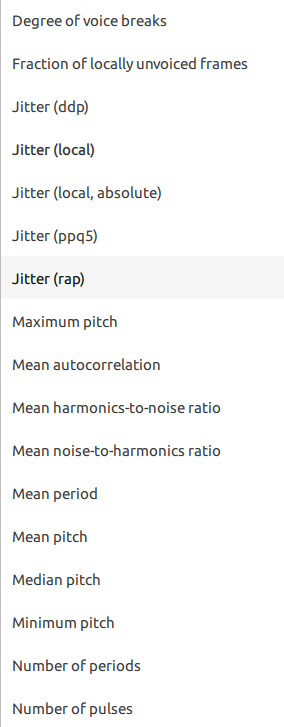 Degree of voice breaks
Fraction of locally unvoiced frames
Jitter (ddp)
Jitter (local)
Jitter (local, absolute)
Jitter (ppq5)
Jitter (rap)
Maximum pitch
Mean autocorrelation
Mean harmonics-to-noise ratio
Mean noise-to-harmonics ratio
Mean period
Mean pitch
Median pitch
Minimum pitch
Number of periods
Number of pulses